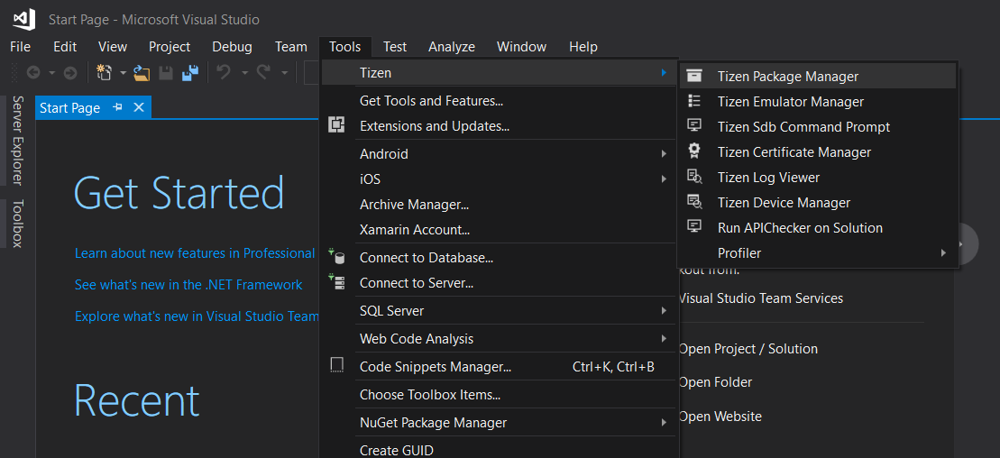 Start Page - Microsoft Visual Studio
File Edit View Project Debug Team Tools Test Analyze Window Help
Server Explorer
Toolbox
Start Page
Get Started
Learn about new features in Professional
See what's new in the .NET Framework
Explore what's new in Visual Studio Team
Recent
Tizen
Get Tools and Features...
Extensions and Updates...
Android
iOS
Archive Manager...
Xamarin Account...
Connect to Database...
Connect to Server...
SQL Server
Web Code Analysis
Code Snippets Manager... Ctrl+K, Ctrl+B
Choose Toolbox Items...
NuGet Package Manager
Create GUID
Tizen Package Manager
Tizen Emulator Manager
Tizen Sdb Command Prompt
Tizen Certificate Manager
Tizen Log Viewer
Tizen Device Manager
Run APIChecker on Solution
Profiler
kout from:
Visual Studio Team Services
Open Project / Solution
Open Folder
Open Website